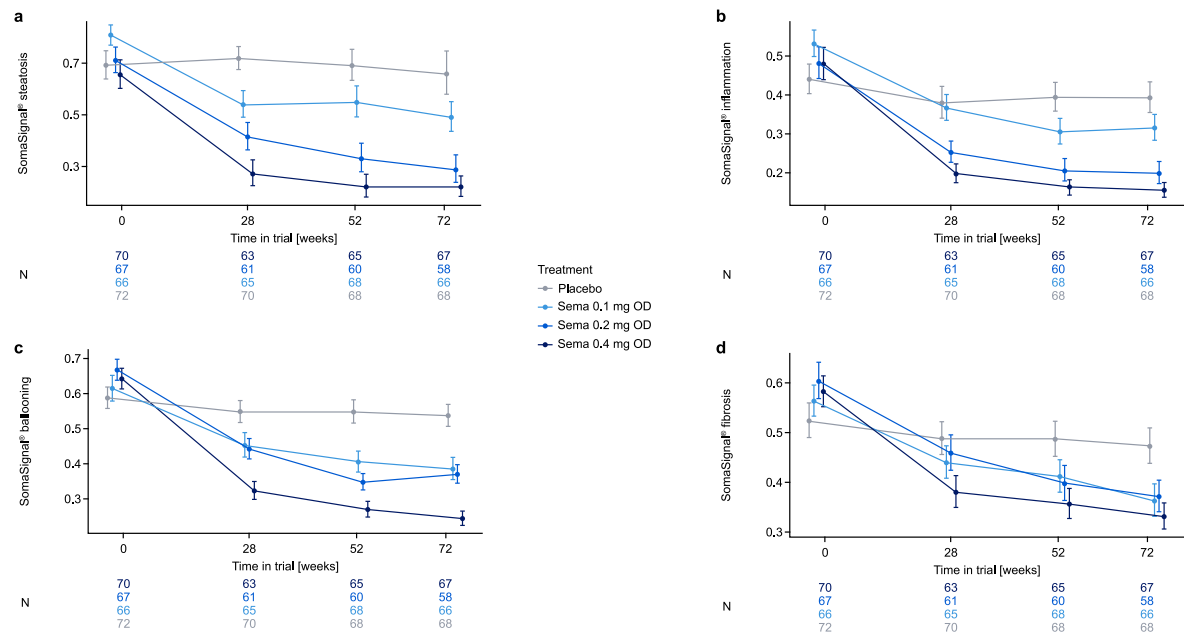 a
SomaSignal® steatosis
0.7
0.5
0.3
0 28 52 72
Time in trial [weeks]
N
70 63 65 67
67 61 60 58
66 65 68 66
72 70 68 68
b
SomaSignal® inflammation
0.5
0.4
0.3
0.2
0 28 52 72
Time in trial [weeks]
N
70 63 65 67
67 61 60 58
66 65 68 66
72 70 68 68
Treatment
Placebo
Sema 0.1 mg OD
Sema 0.2 mg OD
Sema 0.4 mg OD
c
SomaSignal® ballooning
0.7
0.6
0.5
0.4
0.3
0 28 52 72
Time in trial [weeks]
N
70 63 65 67
67 61 60 58
66 65 68 66
72 70 68 68
d
SomaSignal® fibrosis
0.6
0.5
0.4
0.3
0 28 52 72
Time in trial [weeks]
N
70 63 65 67
67 61 60 58
66 65 68 66
72 70 68 68